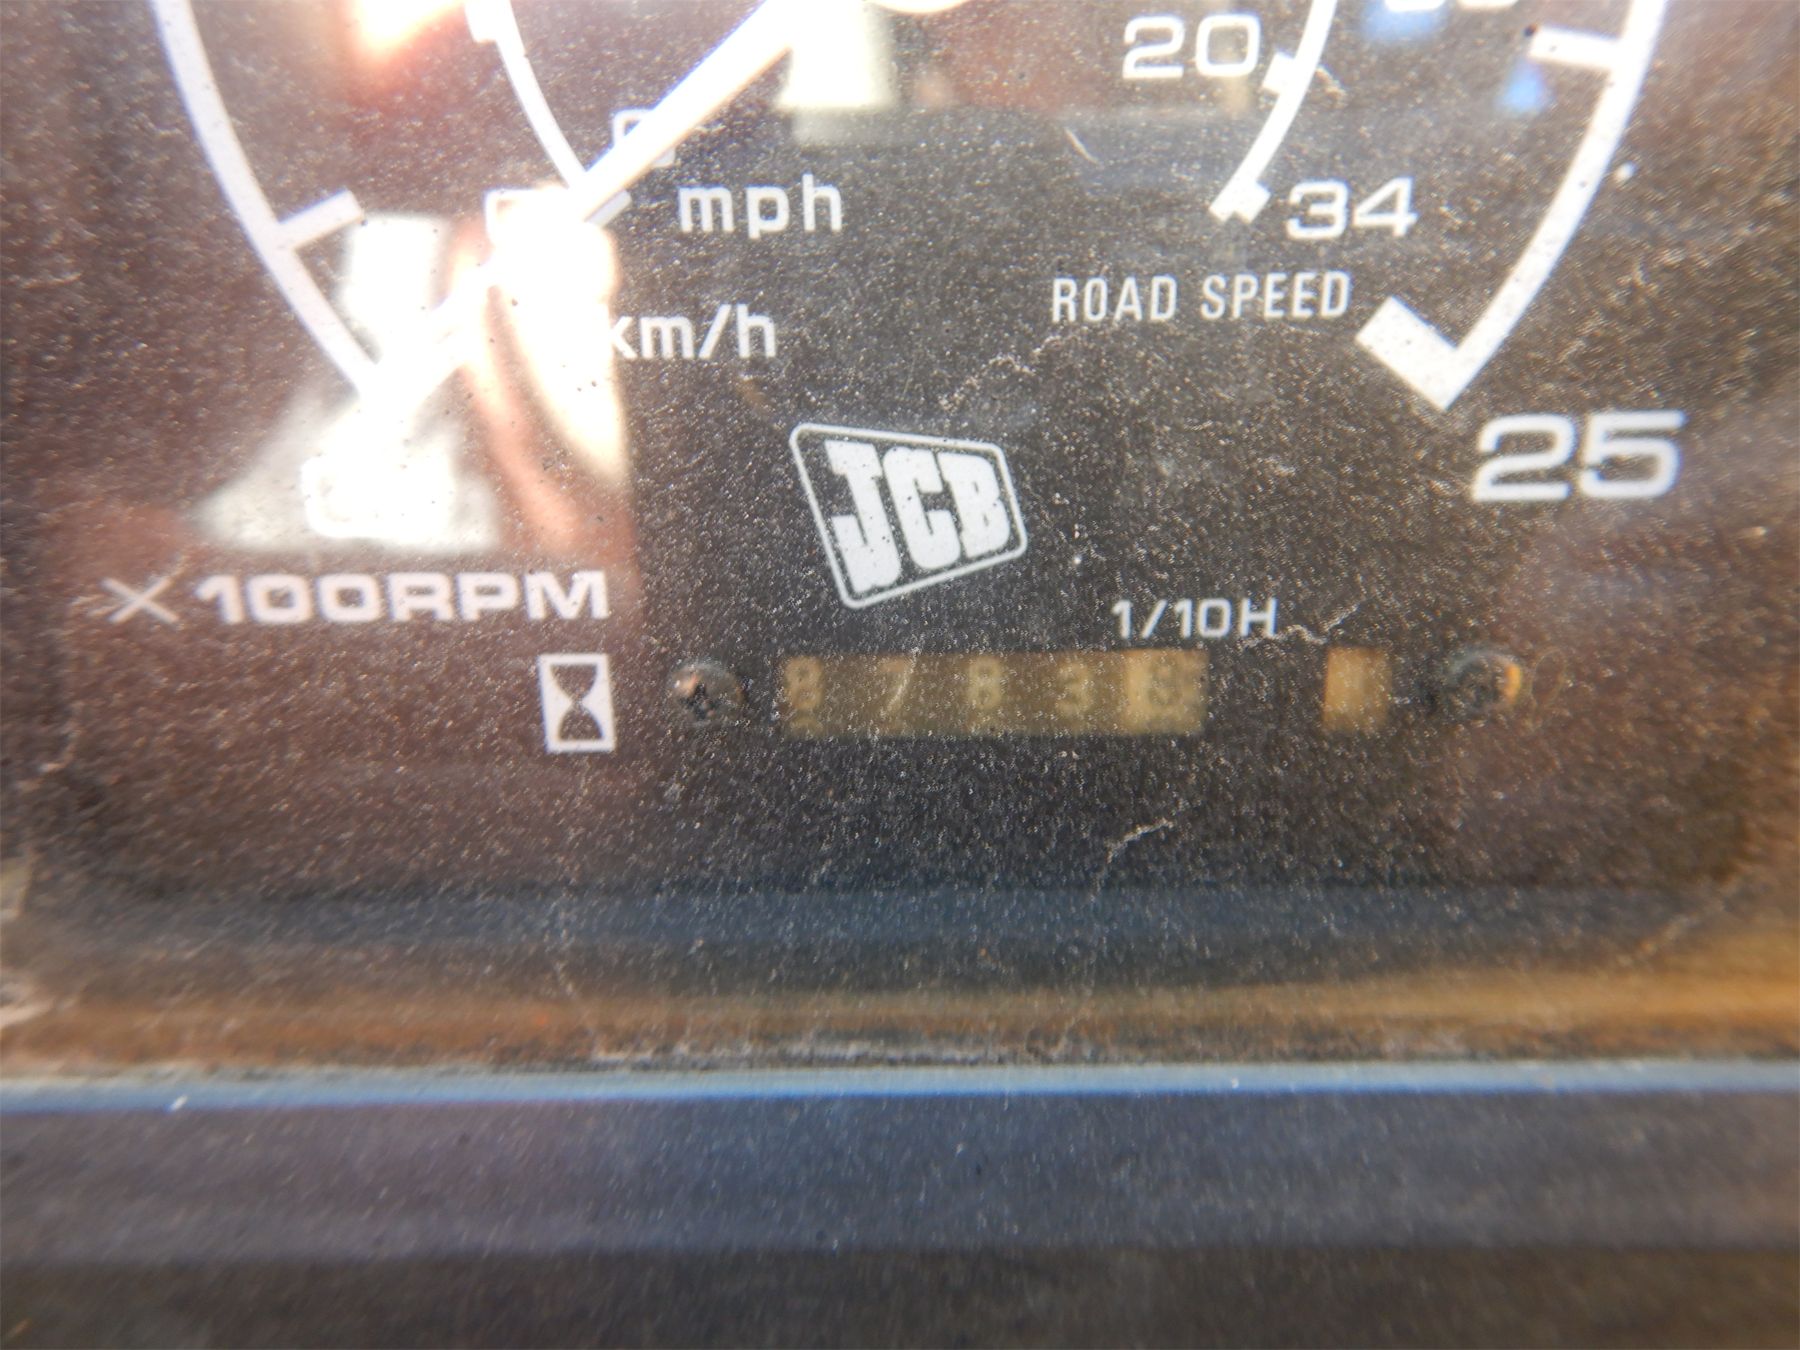 20
mph
34
km/h
ROAD SPEED
JCB
25
×100RPM
1/10H